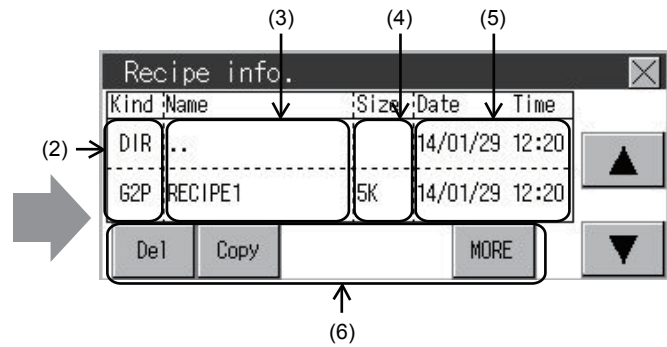 (3) (4) (5)
Recipe info.
Kind Name Size Date Time
(2)
DIR .. 14/01/29 12:20
G2P RECIPE1 5K 14/01/29 12:20
Del Copy MORE
(6)